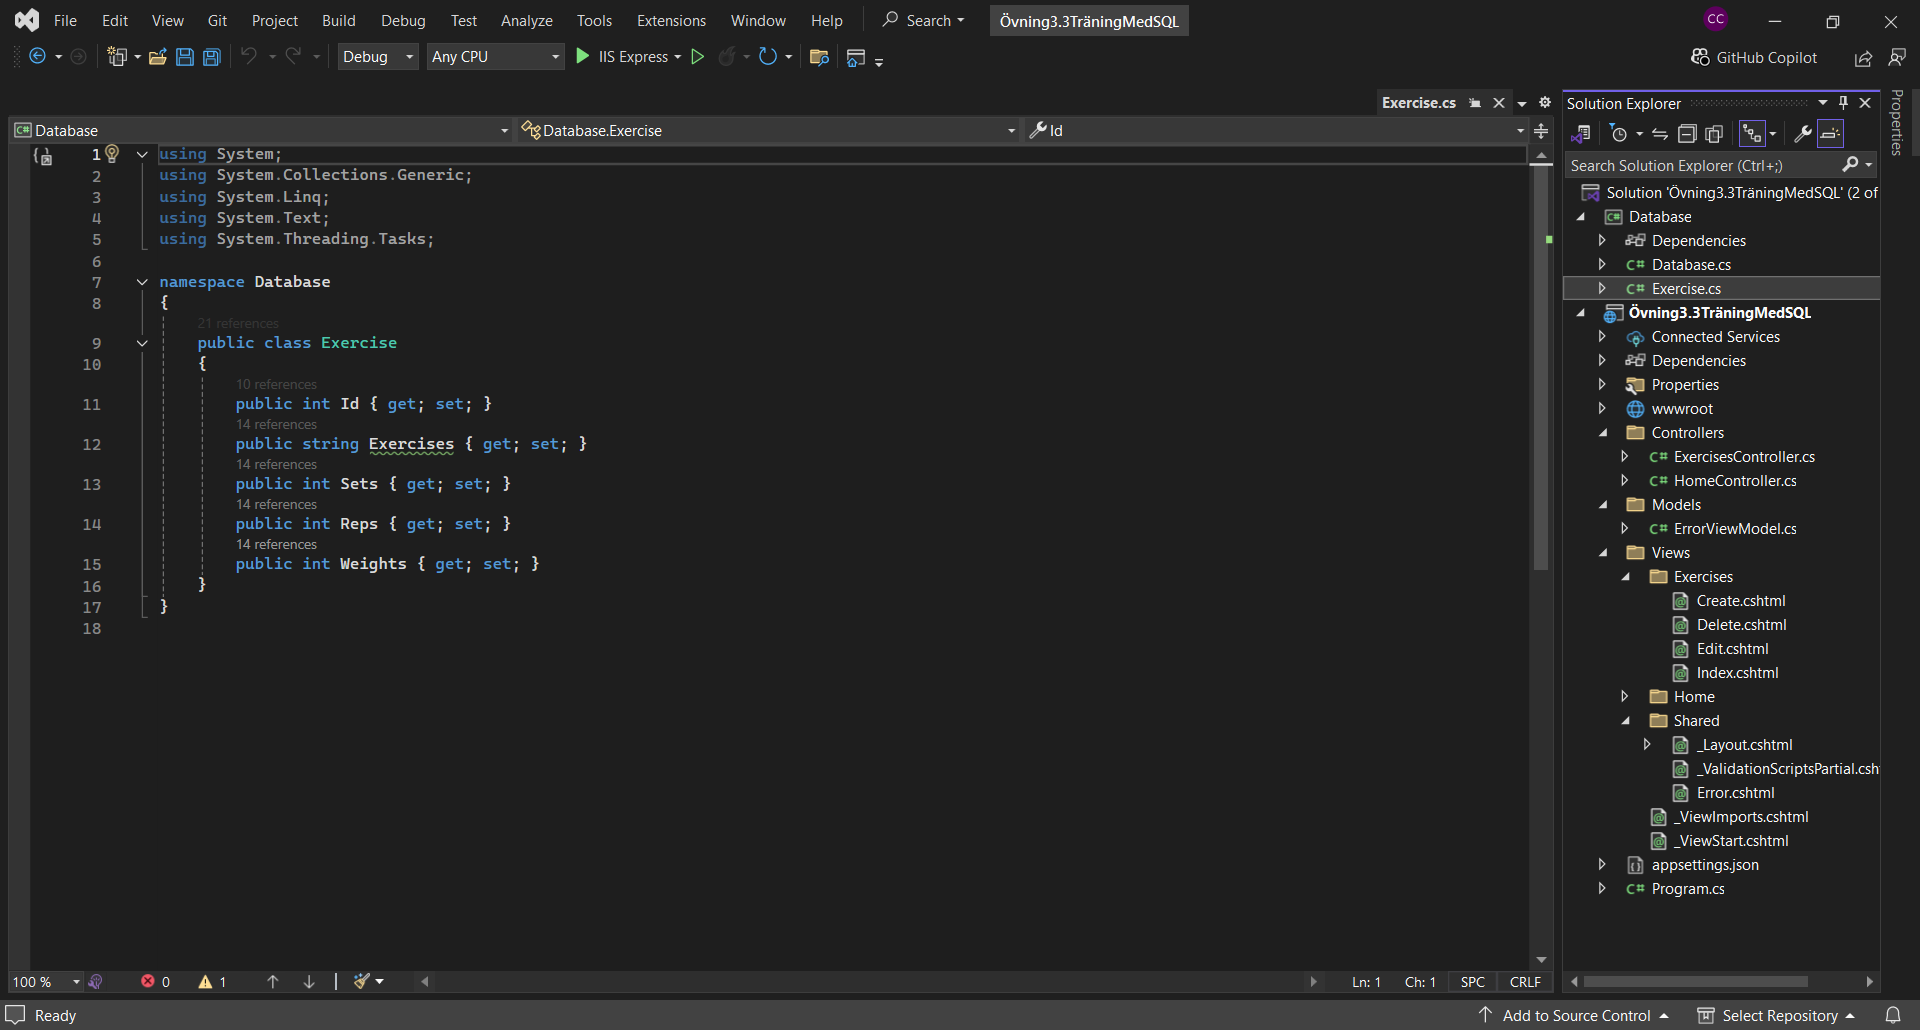 File Edit View Git Project Build Debug Test Analyze Tools Extensions Window Help Search Övning3.3TräningMedSQL CC
Debug Any CPU IIS Express GitHub Copilot
Exercise.cs
Database Database.Exercise Id
1 using System;
2 using System.Collections.Generic;
3 using System.Linq;
4 using System.Text;
5 using System.Threading.Tasks;
6
7 namespace Database
8 {
21 references
9 public class Exercise
10 {
10 references
11 public int Id { get; set; }
14 references
12 public string Exercises { get; set; }
14 references
13 public int Sets { get; set; }
14 references
14 public int Reps { get; set; }
14 references
15 public int Weights { get; set; }
16 }
17 }
18
100 % 0 1 Ln: 1 Ch: 1 SPC CRLF
Solution Explorer
Search Solution Explorer (Ctrl+;)
Solution 'Övning3.3TräningMedSQL' (2 of
Database
Dependencies
C# Database.cs
C# Exercise.cs
Övning3.3TräningMedSQL
Connected Services
Dependencies
Properties
wwwroot
Controllers
C# ExercisesController.cs
C# HomeController.cs
Models
C# ErrorViewModel.cs
Views
Exercises
Create.cshtml
Delete.cshtml
Edit.cshtml
Index.cshtml
Home
Shared
_Layout.cshtml
_ValidationScriptsPartial.csh
Error.cshtml
_ViewImports.cshtml
_ViewStart.cshtml
appsettings.json
C# Program.cs
Properties
Ready Add to Source Control Select Repository